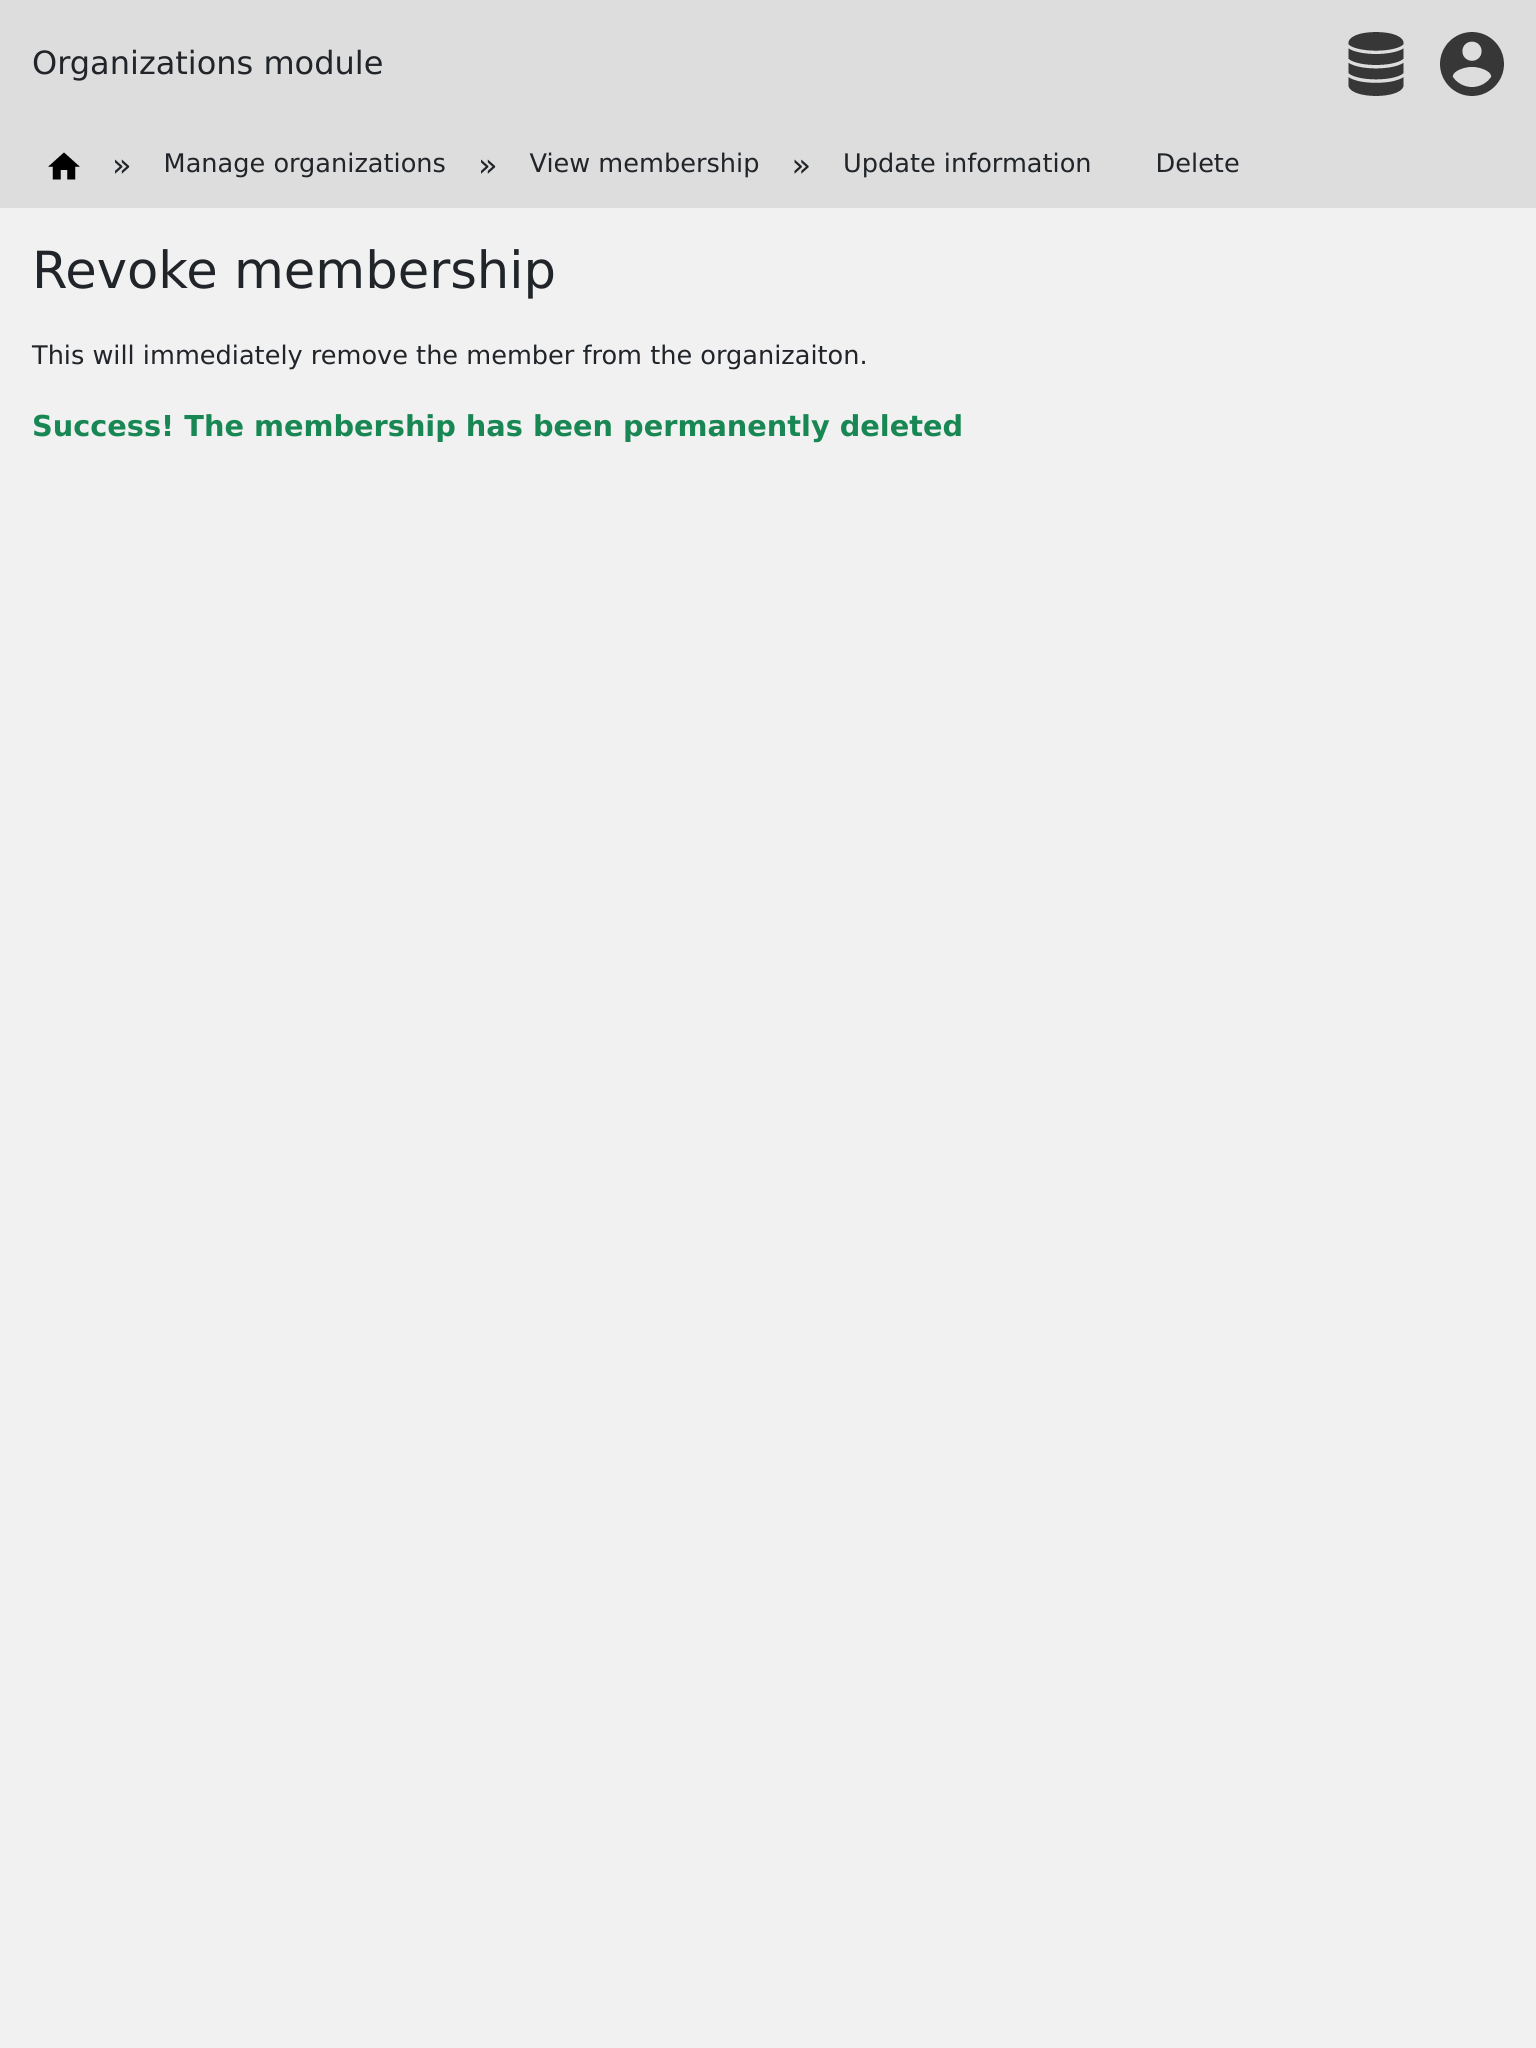 Organizations module
» Manage organizations » View membership » Update information Delete
Revoke membership
This will immediately remove the member from the organizaiton.
Success! The membership has been permanently deleted